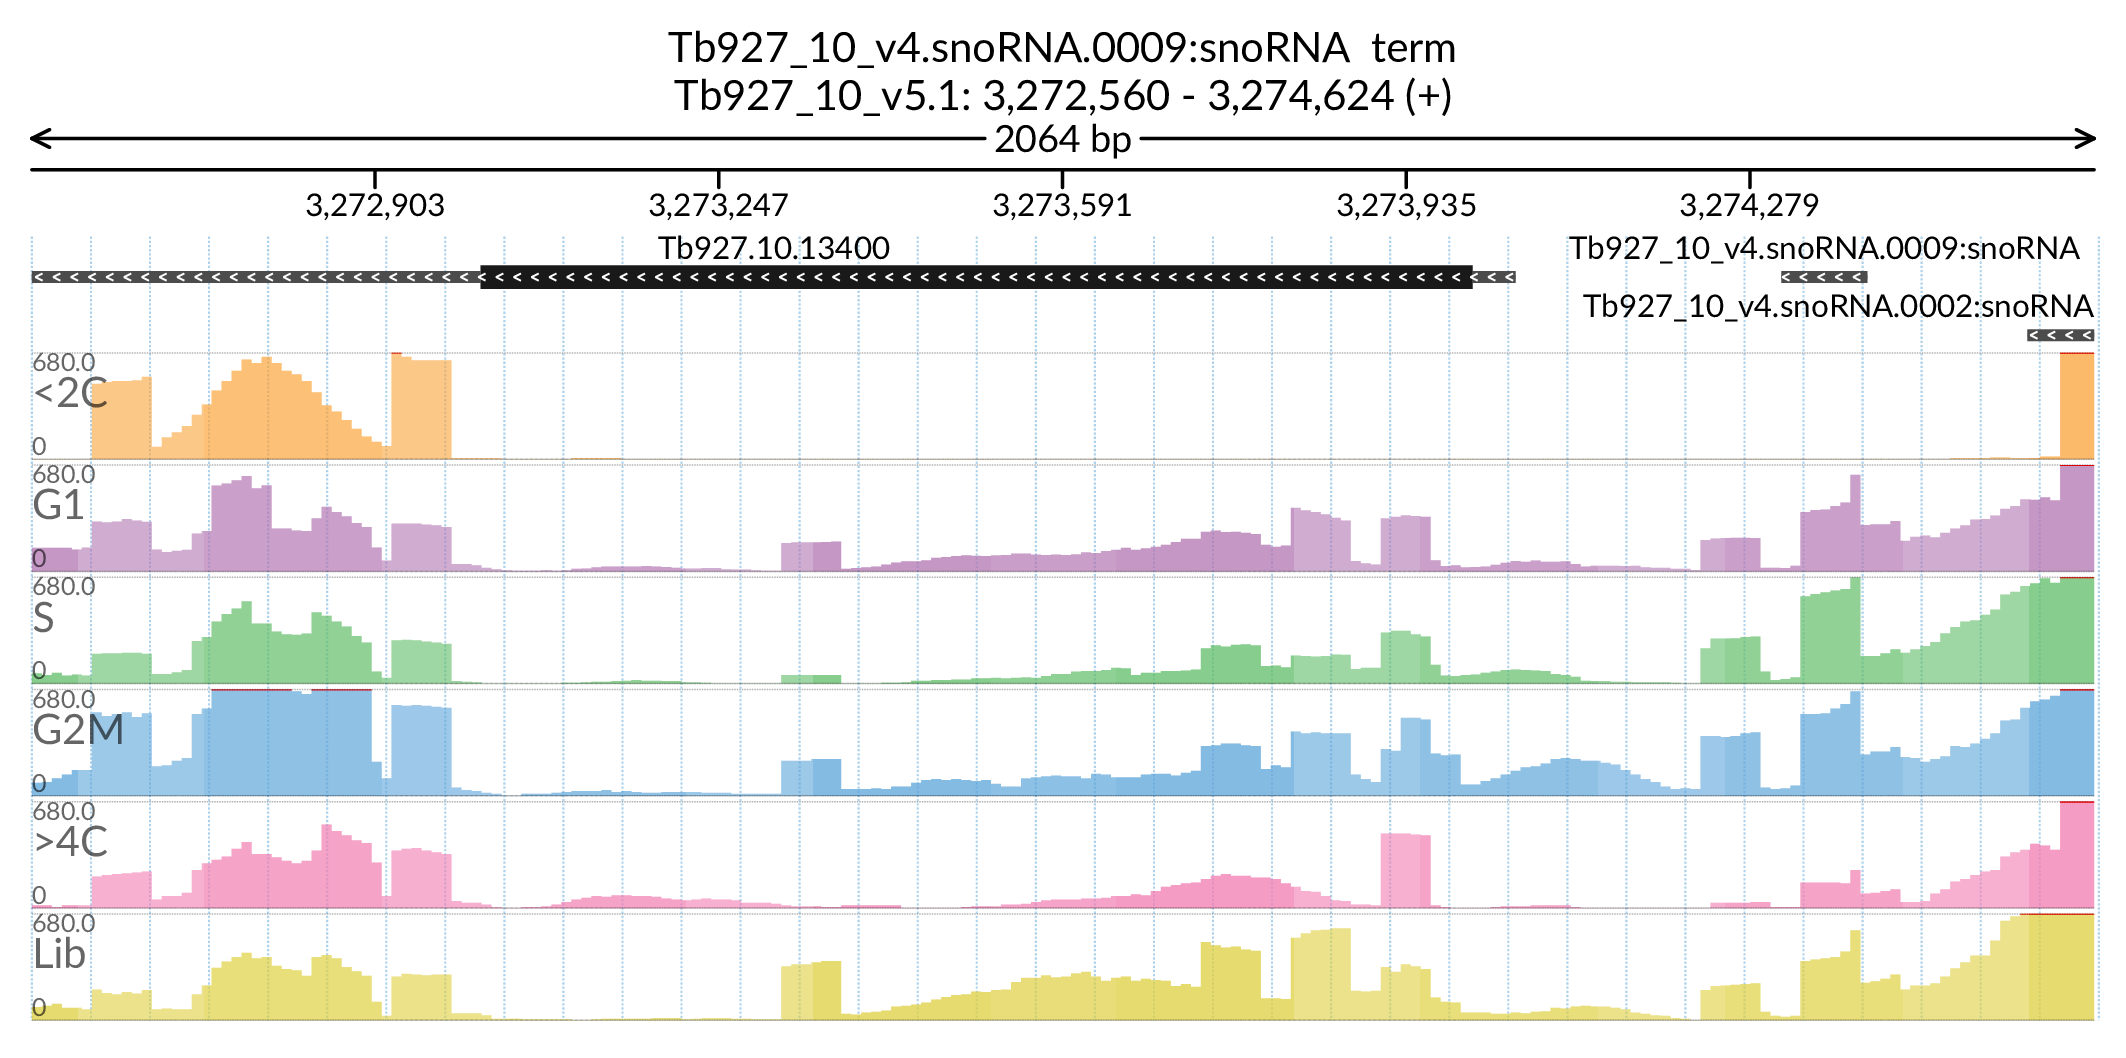 Tb927_10_v4.snoRNA.0009:snoRNA term
Tb927_10_v5.1: 3,272,560 - 3,274,624 (+)
2064 bp
3,272,903 3,273,247 3,273,591 3,273,935 3,274,279
Tb927.10.13400 Tb927_10_v4.snoRNA.0009:snoRNA
Tb927_10_v4.snoRNA.0002:snoRNA
680.0
<2C
0
680.0
G1
0
680.0
S
0
680.0
G2M
0
680.0
>4C
0
680.0
Lib
0